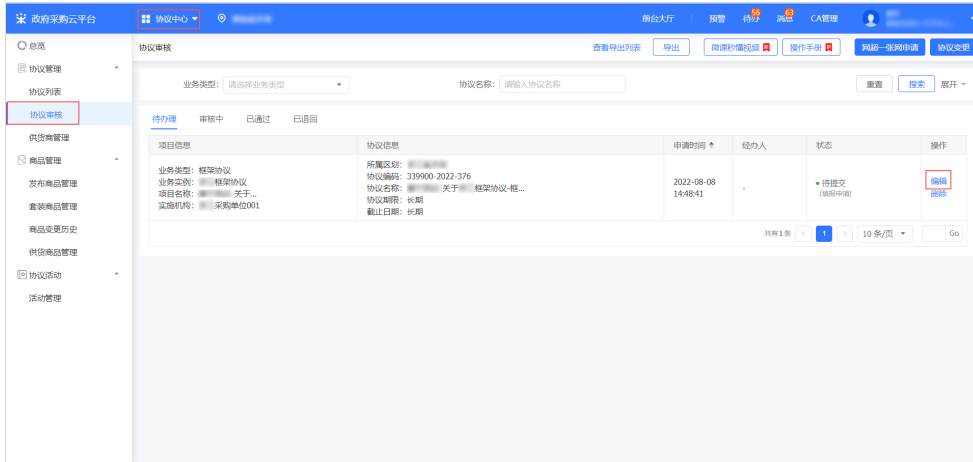 政府采购云平台
协议中心
前台大厅
预警
待办 56
消息 63
CA管理
总览
协议管理
协议列表
协议审核
供货商管理
商品管理
发布商品管理
套装商品管理
商品变更历史
供货商品管理
协议活动
活动管理
协议审核
查看导出列表
导出
微课秒懂视频
操作手册
网超一张网申请
协议变更
业务类型: 请选择业务类型
协议名称: 请输入协议名称
重置
搜索
展开
待办理 审核中 已通过 已退回
项目信息 协议信息 申请时间 经办人 状态 操作
业务类型: 框架协议
业务实例: 框架协议
项目名称: 关于...
实施机构: 采购单位001
所属区划:
协议编码: 339900-2022-376
协议名称: 关于 框架协议-框...
协议期限: 长期
截止日期: 长期
2022-08-08
14:48:41
-
待提交
(填报申请)
编辑
删除
共有1条 < 1 > 10 条/页 Go